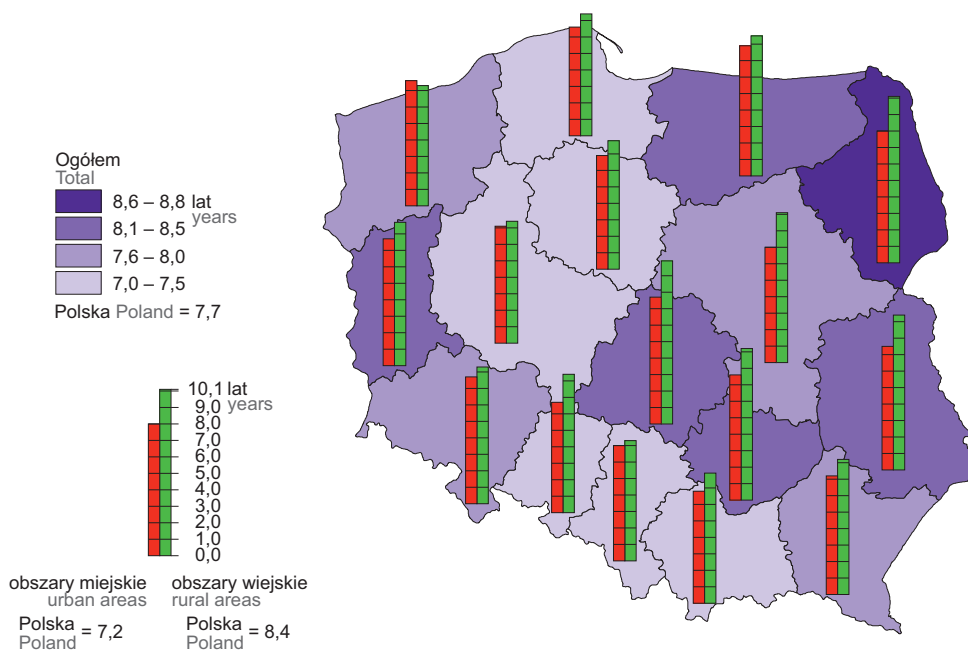 Ogółem
Total
8,6 – 8,8 lat
years
8,1 – 8,5
7,6 – 8,0
7,0 – 7,5
Polska Poland = 7,7
10,1 lat
years
9,0
8,0
7,0
6,0
5,0
4,0
3,0
2,0
1,0
0,0
obszary miejskie
urban areas
Polska
Poland = 7,2
obszary wiejskie
rural areas
Polska
Poland = 8,4